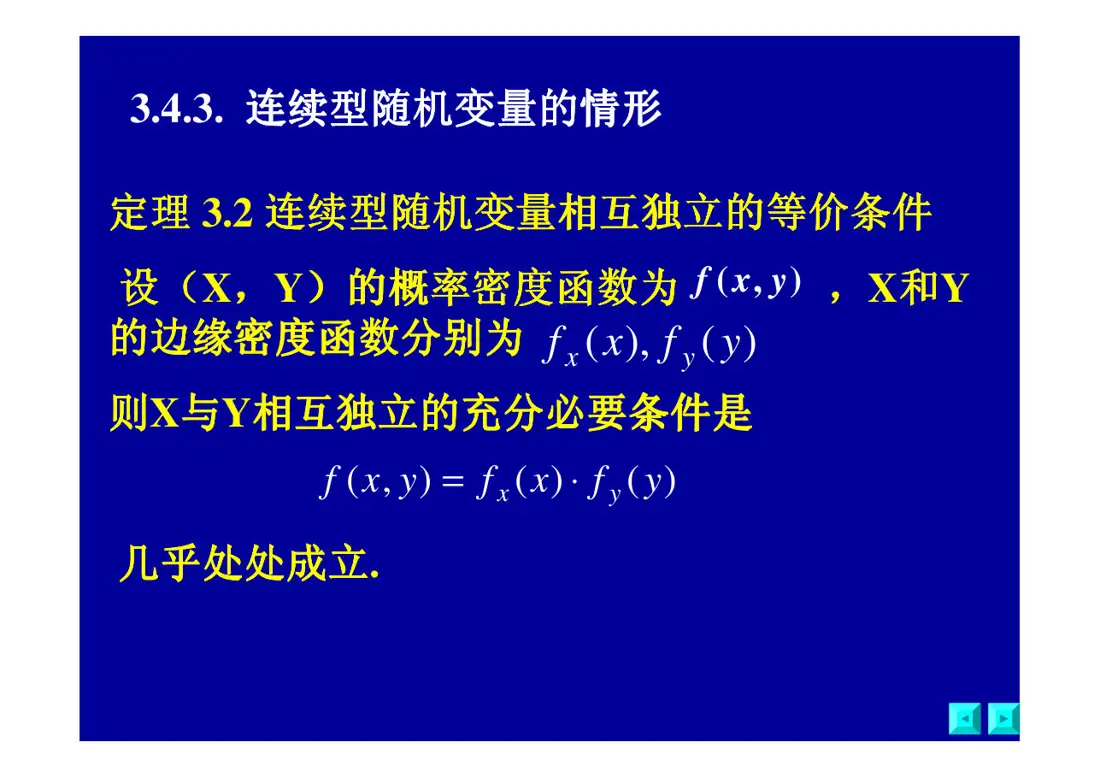 3.4.3. 连续型随机变量的情形
定理 3.2 连续型随机变量相互独立的等价条件
设（X，Y）的概率密度函数为 f(x,y) ，X和Y
的边缘密度函数分别为 f_x(x), f_y(y)
则X与Y相互独立的充分必要条件是
f(x,y) = f_x(x) · f_y(y)
几乎处处成立.